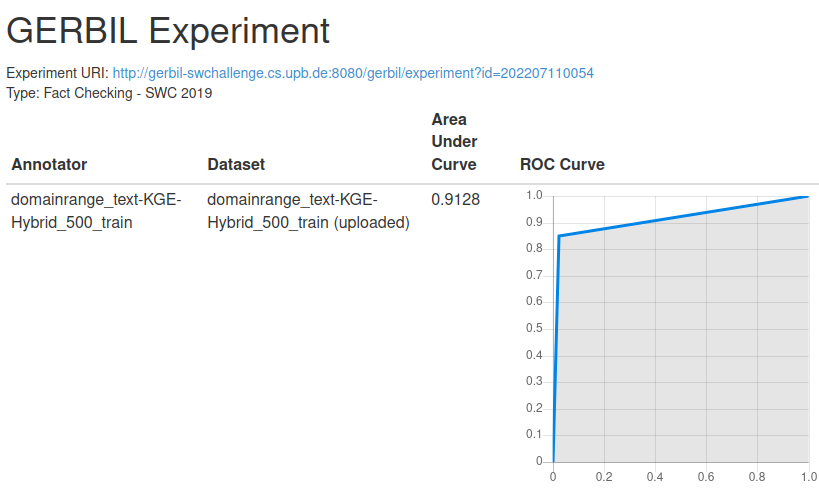 GERBIL Experiment
Experiment URI: http://gerbil-swchallenge.cs.upb.de:8080/gerbil/experiment?id=202207110054
Type: Fact Checking - SWC 2019
Annotator Dataset Area Under Curve ROC Curve
domainrange_text-KGE-Hybrid_500_train
domainrange_text-KGE-Hybrid_500_train (uploaded)
0.9128
1.0
0.9
0.8
0.7
0.6
0.5
0.4
0.3
0.2
0.1
0
0 0.2 0.4 0.6 0.8 1.0